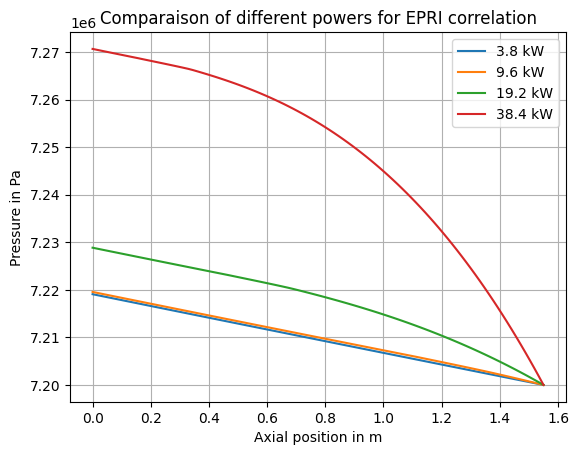 Comparaison of different powers for EPRI correlation
1e6
3.8 kW
9.6 kW
19.2 kW
38.4 kW
7.27
7.26
7.25
7.24
7.23
7.22
7.21
7.20
Pressure in Pa
0.0 0.2 0.4 0.6 0.8 1.0 1.2 1.4 1.6
Axial position in m